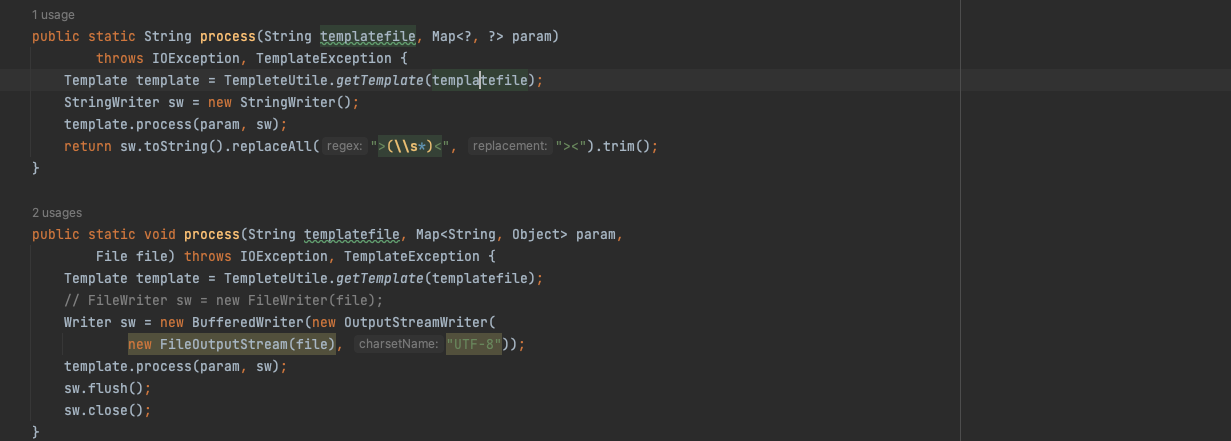 1 usage
public static String process(String templatefile, Map<?, ?> param)
        throws IOException, TemplateException {
    Template template = TempleteUtile.getTemplate(templatefile);
    StringWriter sw = new StringWriter();
    template.process(param, sw);
    return sw.toString().replaceAll( regex: ">(\\s*)<", replacement: "><").trim();
}
2 usages
public static void process(String templatefile, Map<String, Object> param,
        File file) throws IOException, TemplateException {
    Template template = TempleteUtile.getTemplate(templatefile);
    // FileWriter sw = new FileWriter(file);
    Writer sw = new BufferedWriter(new OutputStreamWriter(
            new FileOutputStream(file), charsetName: "UTF-8"));
    template.process(param, sw);
    sw.flush();
    sw.close();
}